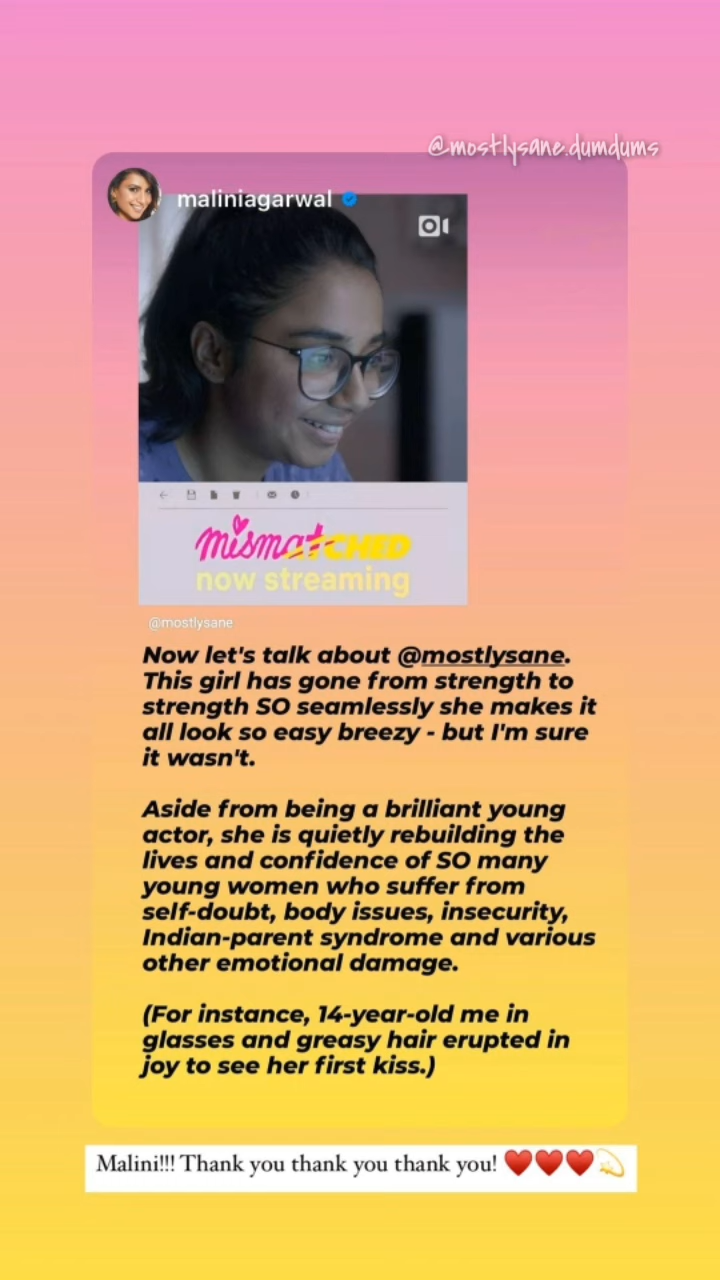 @mostlysane.dumdums
maliniagarwal
mismatCHED
now streaming
@mostlysane
Now let's talk about @mostlysane.
This girl has gone from strength to
strength SO seamlessly she makes it
all look so easy breezy - but I'm sure
it wasn't.
Aside from being a brilliant young
actor, she is quietly rebuilding the
lives and confidence of SO many
young women who suffer from
self-doubt, body issues, insecurity,
Indian-parent syndrome and various
other emotional damage.
(For instance, 14-year-old me in
glasses and greasy hair erupted in
joy to see her first kiss.)
Malini!!! Thank you thank you thank you! ❤️❤️❤️💫